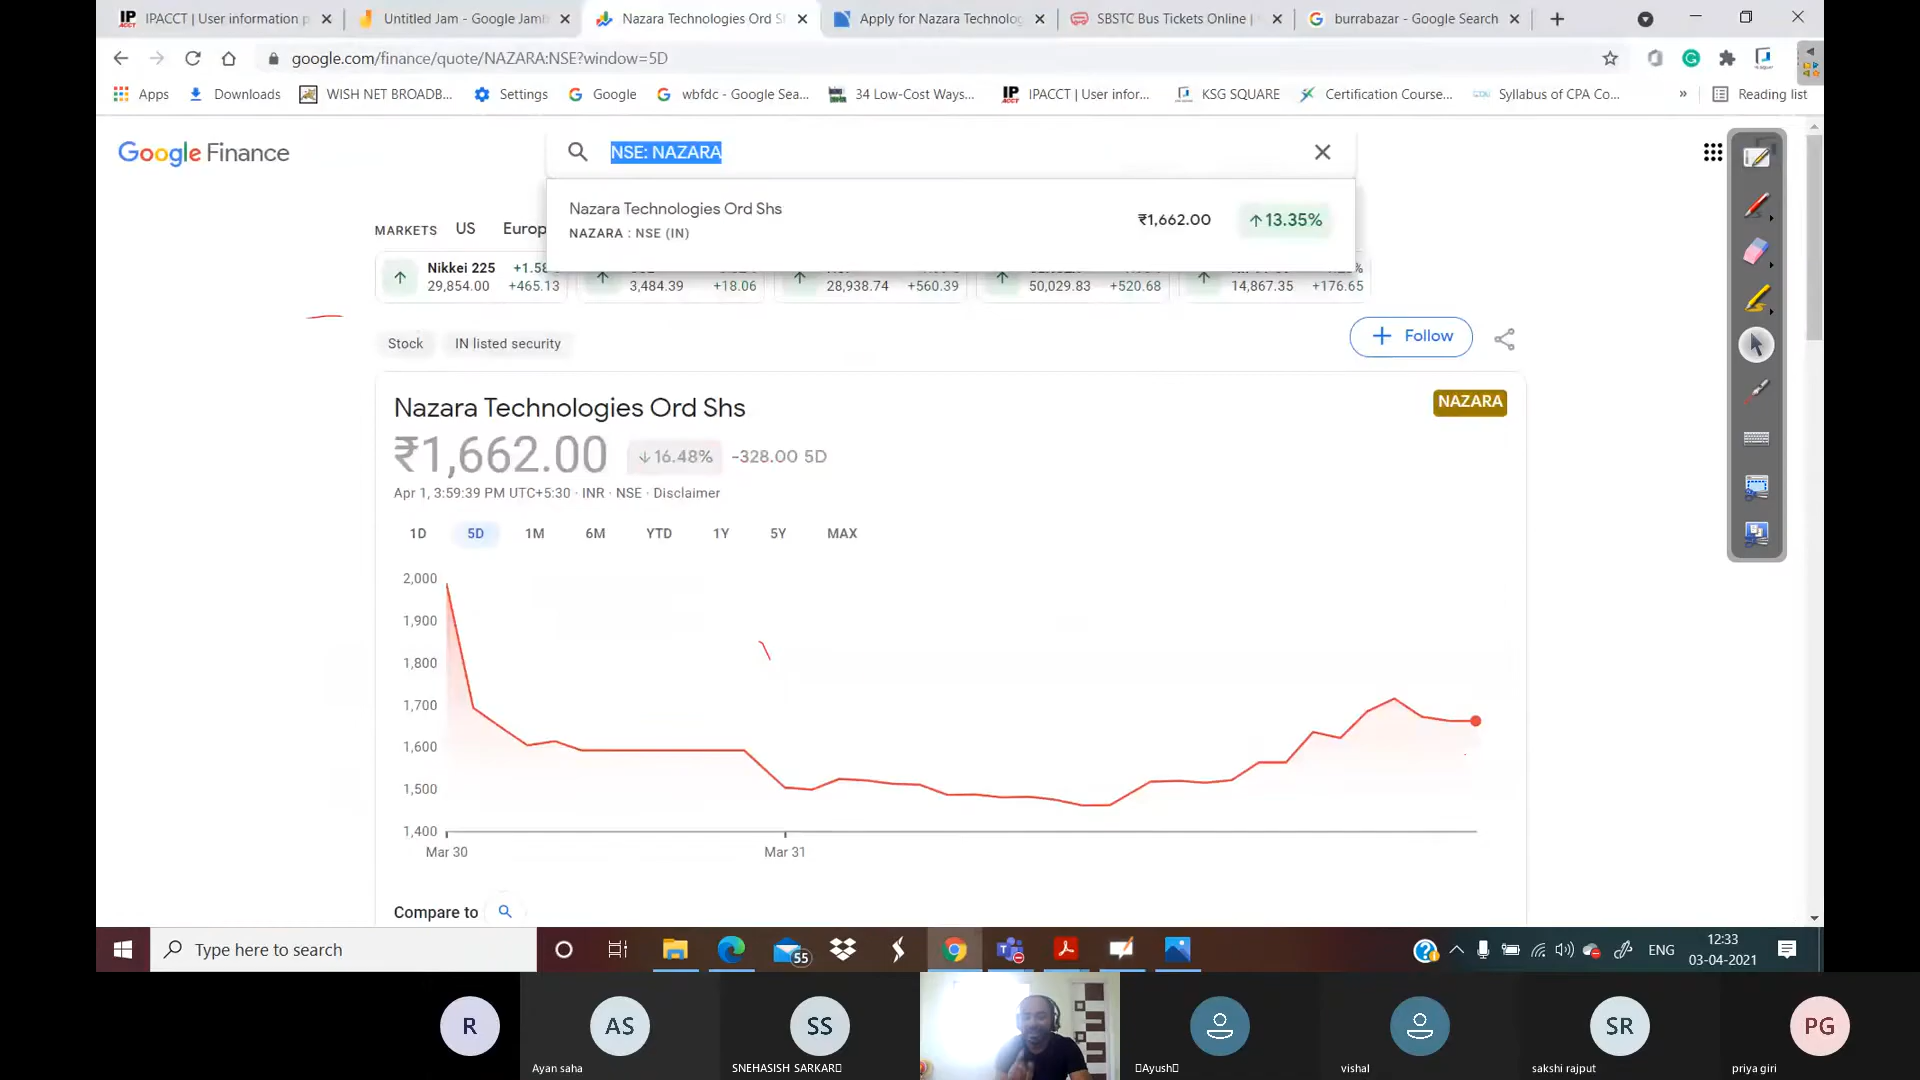 IPACCT | User information p
Untitled Jam - Google Jaml
Nazara Technologies Ord Sh
Apply for Nazara Technolog
SBSTC Bus Tickets Online |
burrabazar - Google Search
google.com/finance/quote/NAZARA:NSE?window=5D
Apps
Downloads
WISH NET BROADB...
Settings
Google
wbfdc - Google Sea...
34 Low-Cost Ways...
IPACCT | User infor...
KSG SQUARE
Certification Course...
Syllabus of CPA Co...
»
Reading list
Google Finance
NSE: NAZARA
Nazara Technologies Ord Shs
NAZARA : NSE (IN)
₹1,662.00
↑ 13.35%
MARKETS
US
Europ
Nikkei 225
29,854.00
+1.58
+465.13
3,484.39
+18.06
28,938.74
+560.39
50,029.83
+520.68
14,867.35
+176.65
Stock
IN listed security
+ Follow
Nazara Technologies Ord Shs
NAZARA
₹1,662.00
↓ 16.48%
-328.00 5D
Apr 1, 3:59:39 PM UTC+5:30 · INR · NSE · Disclaimer
1D 5D 1M 6M YTD 1Y 5Y MAX
2,000
1,900
1,800
1,700
1,600
1,500
1,400
Mar 30
Mar 31
Compare to
Type here to search
55
ENG
12:33
03-04-2021
R
AS
SS
SR
PG
Ayan saha
SNEHASISH SARKAR
Ayush
vishal
sakshi rajput
priya giri